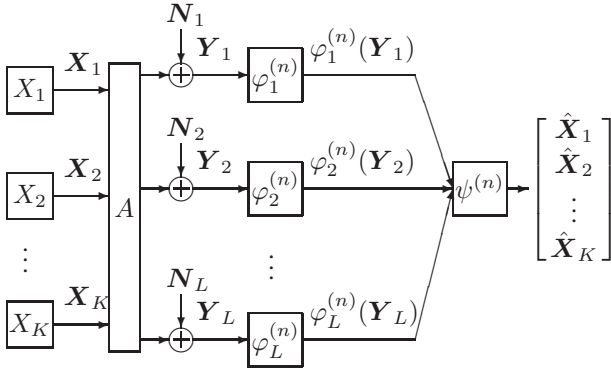 N₁
X₁ X₁ Y₁ φ₁⁽ⁿ⁾ φ₁⁽ⁿ⁾(Y₁)
N₂
X₂ X₂ A Y₂ φ₂⁽ⁿ⁾ φ₂⁽ⁿ⁾(Y₂) ψ⁽ⁿ⁾ X̂₁
X̂₂
⋮ ⋮ ⋮
X̂_K
N_L
X_K X_K Y_L φ_L⁽ⁿ⁾ φ_L⁽ⁿ⁾(Y_L)